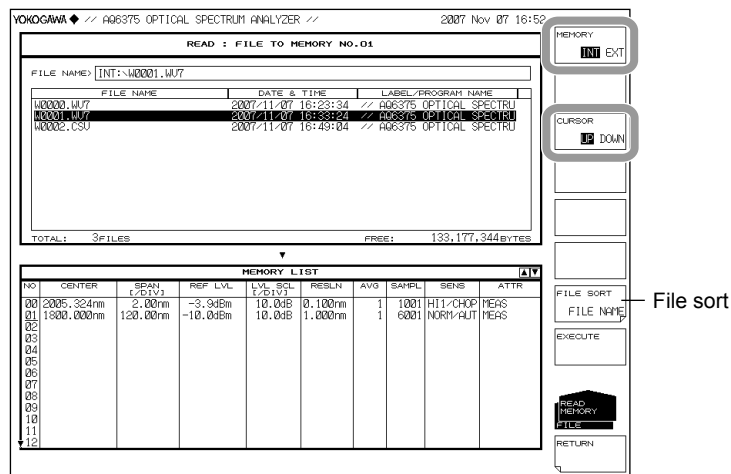 YOKOGAWA ◆ // AQ6375 OPTICAL SPECTRUM ANALYZER // 2007 Nov 07 16:52
READ : FILE TO MEMORY NO.01
FILE NAME> INT:\W0001.WV7
FILE NAME DATE & TIME LABEL/PROGRAM NAME
W0000.WV7 2007/11/07 16:23:34 // AQ6375 OPTICAL SPECTRU
W0001.WV7 2007/11/07 16:33:24 // AQ6375 OPTICAL SPECTRU
W0002.CSV 2007/11/07 16:49:04 // AQ6375 OPTICAL SPECTRU
TOTAL: 3FILES FREE: 133,177,344BYTES
▼
MEMORY LIST ▲▼
NO CENTER SPAN [/DIV] REF LVL LVL SCL [/DIV] RESLN AVG SAMPL SENS ATTR
00 2005.324nm 2.00nm -3.9dBm 10.0dB 0.100nm 1 1001 HI1/CHOP MEAS
01 1800.000nm 120.00nm -10.0dBm 10.0dB 1.000nm 1 6001 NORM/AUT MEAS
02
03
04
05
06
07
08
09
10
11
▼12
MEMORY
INT EXT
CURSOR
UP DOWN
FILE SORT
FILE NAME
File sort
EXECUTE
READ
MEMORY
FILE
RETURN